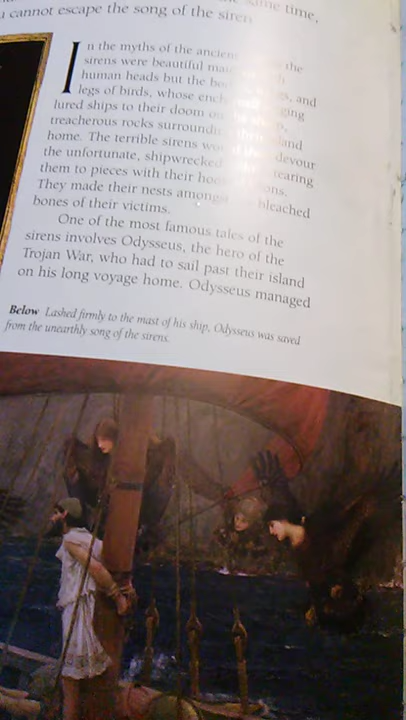 same time,
cannot escape the song of the siren
In the myths of the ancient the
sirens were beautiful
human heads but the and
legs of birds, whose
lured ships to their doom on
treacherous rocks
home. The terrible sirens devour
the unfortunate, shipwrecked tearing
them to pieces with their
They made their nests bleached
bones of their victims.
One of the most famous tales of the
sirens involves Odysseus, the hero of the
Trojan War, who had to sail past their island
on his long voyage home. Odysseus managed
Below Lashed firmly to the mast of his ship, Odysseus was saved
from the unearthly song of the sirens.